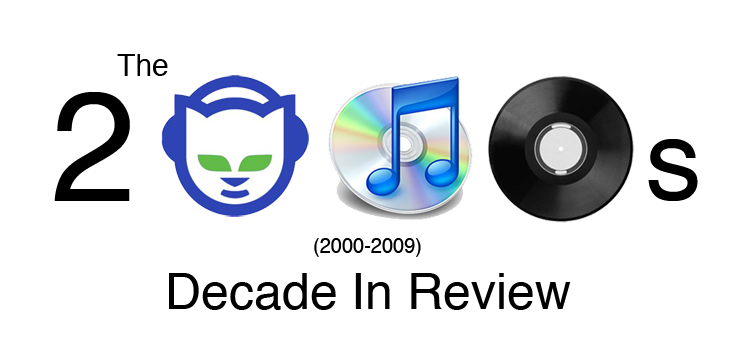 The
2 s
(2000-2009)
Decade In Review